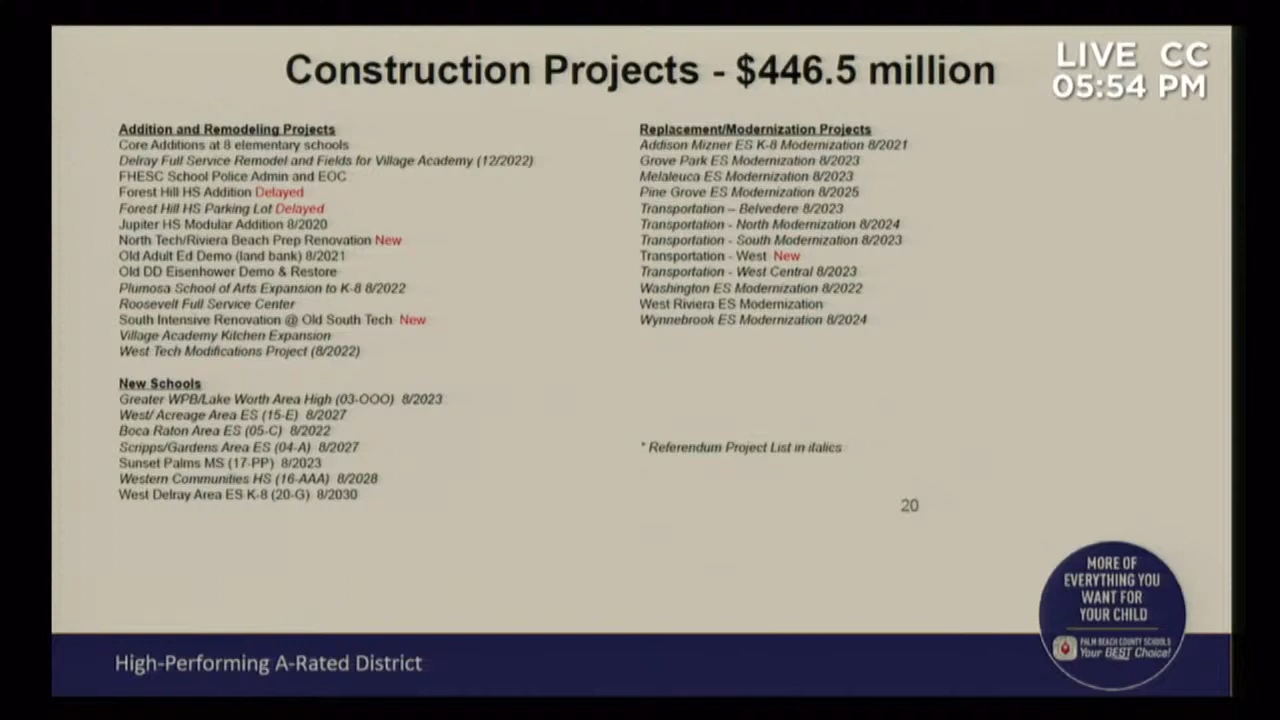 Construction Projects - $446.5 million
LIVE CC
05:54 PM
Addition and Remodeling Projects
Core Additions at 8 elementary schools
Delray Full Service Remodel and Fields for Village Academy (12/2022)
FHESC School Police Admin and EOC
Forest Hill HS Addition Delayed
Forest Hill HS Parking Lot Delayed
Jupiter HS Modular Addition 8/2020
North Tech/Riviera Beach Prep Renovation New
Old Adult Ed Demo (land bank) 8/2021
Old DD Eisenhower Demo & Restore
Plumosa School of Arts Expansion to K-8 8/2022
Roosevelt Full Service Center
South Intensive Renovation @ Old South Tech New
Village Academy Kitchen Expansion
West Tech Modifications Project (8/2022)
New Schools
Greater WPB/Lake Worth Area High (03-OOO) 8/2023
West/ Acreage Area ES (15-E) 8/2027
Boca Raton Area ES (05-C) 8/2022
Scripps/Gardens Area ES (04-A) 8/2027
Sunset Palms MS (17-PP) 8/2023
Western Communities HS (16-AAA) 8/2028
West Delray Area ES K-8 (20-G) 8/2030
Replacement/Modernization Projects
Addison Mizner ES K-8 Modernization 8/2021
Grove Park ES Modernization 8/2023
Melaleuca ES Modernization 8/2023
Pine Grove ES Modernization 8/2025
Transportation – Belvedere 8/2023
Transportation - North Modernization 8/2024
Transportation - South Modernization 8/2023
Transportation - West New
Transportation - West Central 8/2023
Washington ES Modernization 8/2022
West Riviera ES Modernization
Wynnebrook ES Modernization 8/2024
* Referendum Project List in italics
20
MORE OF
EVERYTHING YOU
WANT FOR
YOUR CHILD
PALM BEACH COUNTY SCHOOLS
Your BEST Choice!
High-Performing A-Rated District